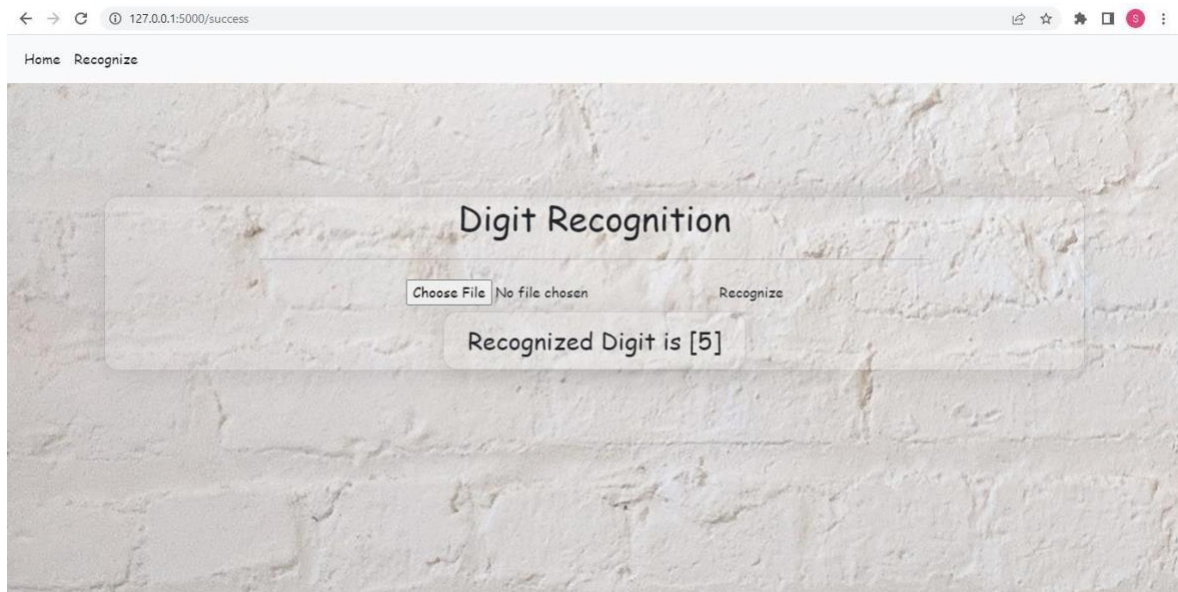 127.0.0.1:5000/success
S
Home Recognize
Digit Recognition
Choose File No file chosen Recognize
Recognized Digit is [5]